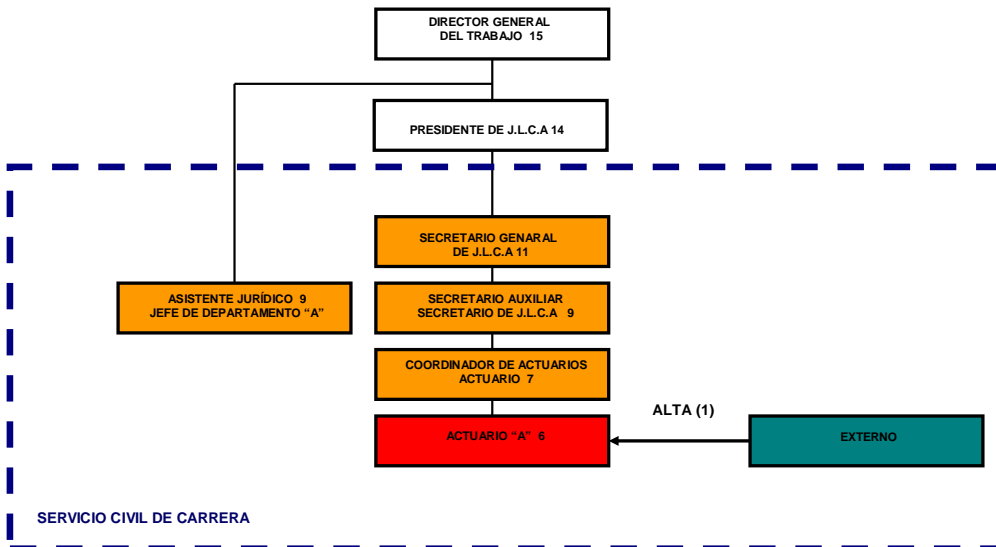 DIRECTOR GENERAL
DEL TRABAJO 15
PRESIDENTE DE J.L.C.A 14
SECRETARIO GENARAL
DE J.L.C.A 11
ASISTENTE JURÍDICO 9
JEFE DE DEPARTAMENTO “A”
SECRETARIO AUXILIAR
SECRETARIO DE J.L.C.A 9
COORDINADOR DE ACTUARIOS
ACTUARIO 7
ALTA (1)
ACTUARIO “A” 6
EXTERNO
SERVICIO CIVIL DE CARRERA